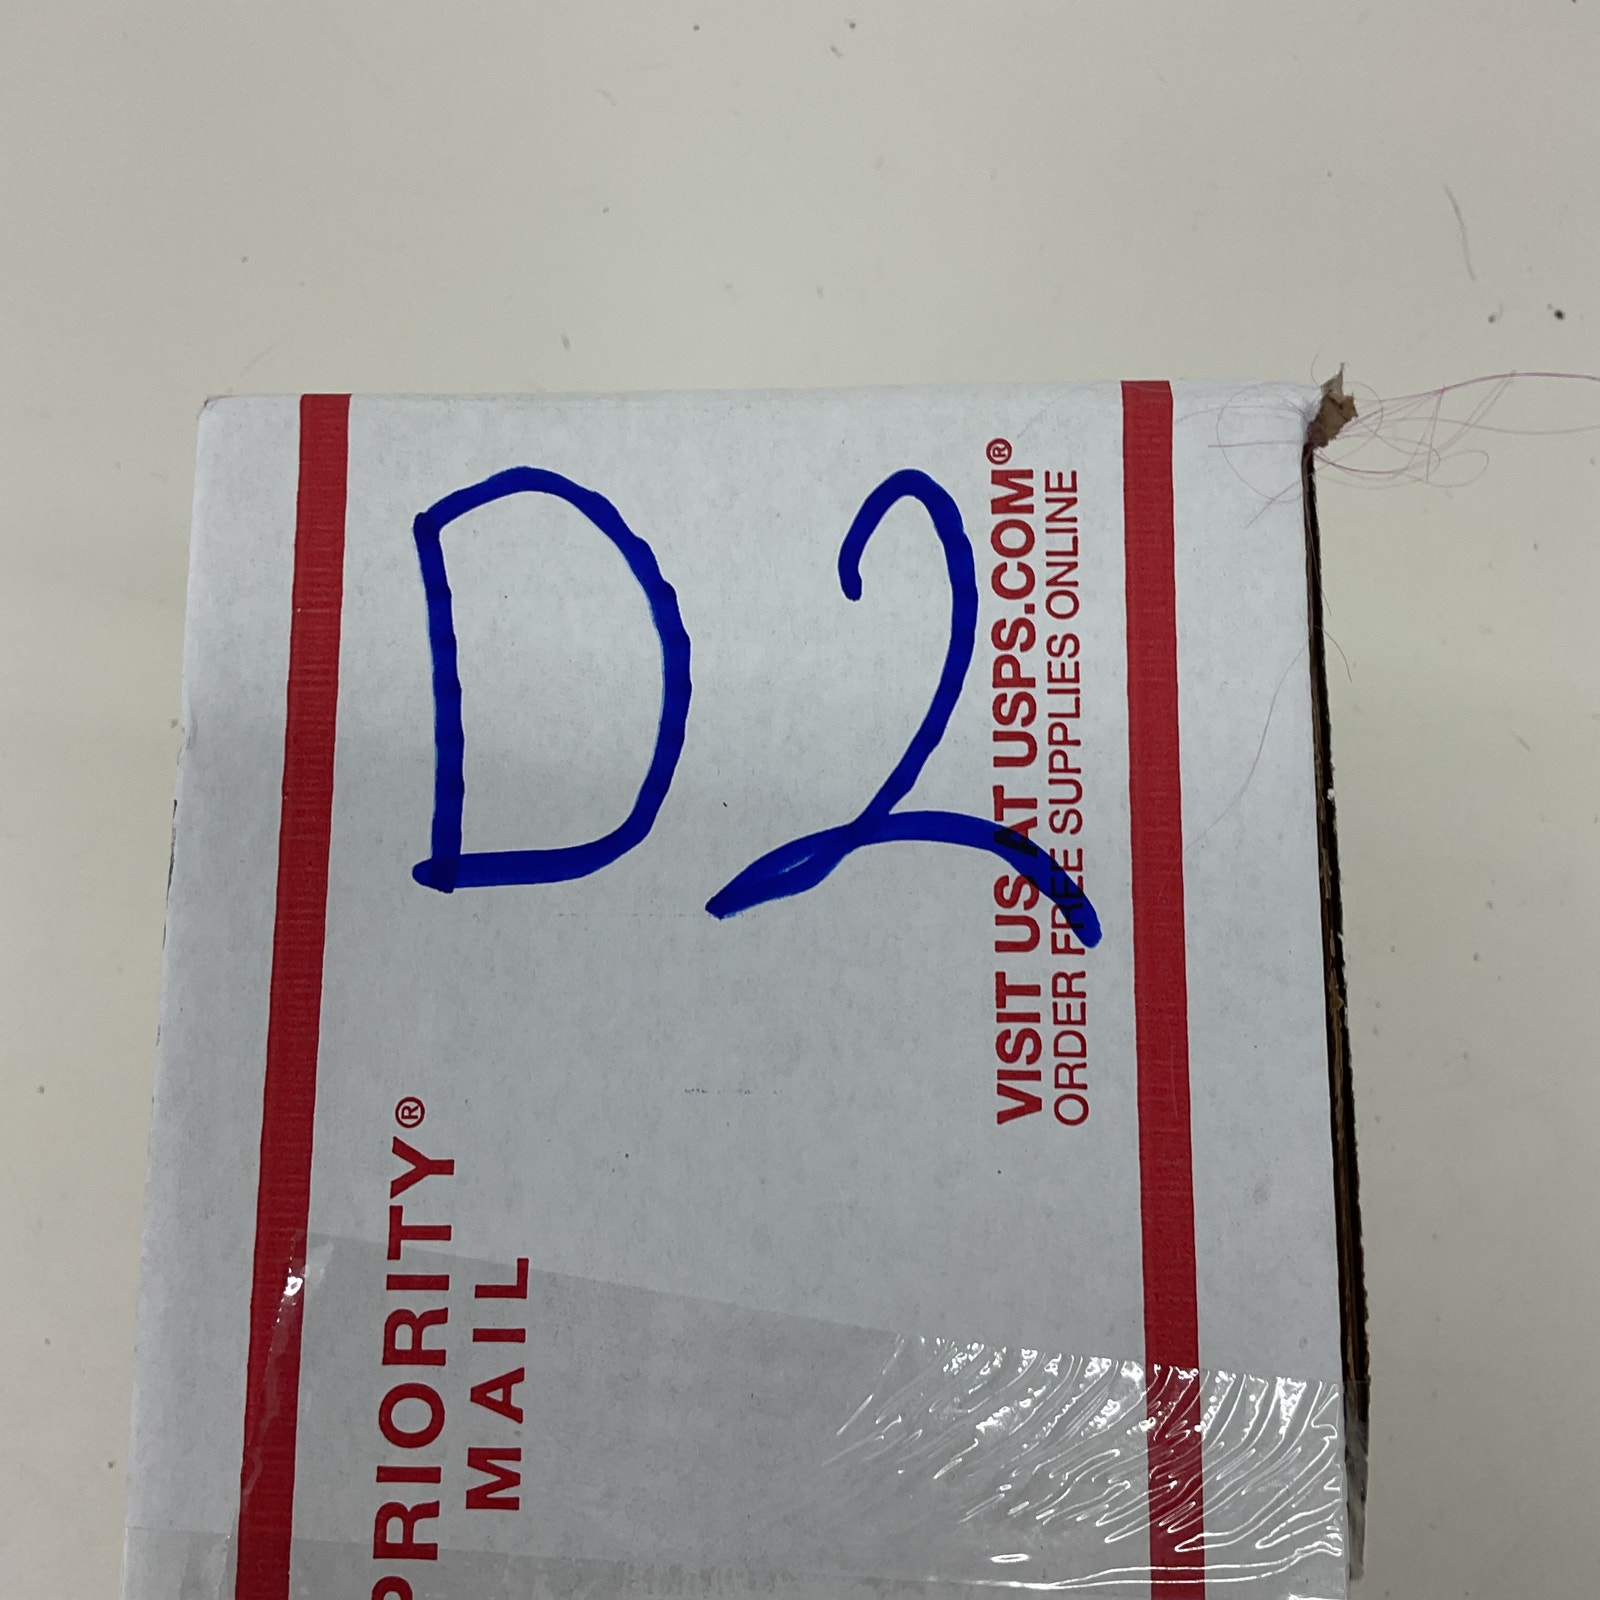 D2
PRIORITY®
MAIL
VISIT US AT USPS.COM®
ORDER FREE SUPPLIES ONLINE